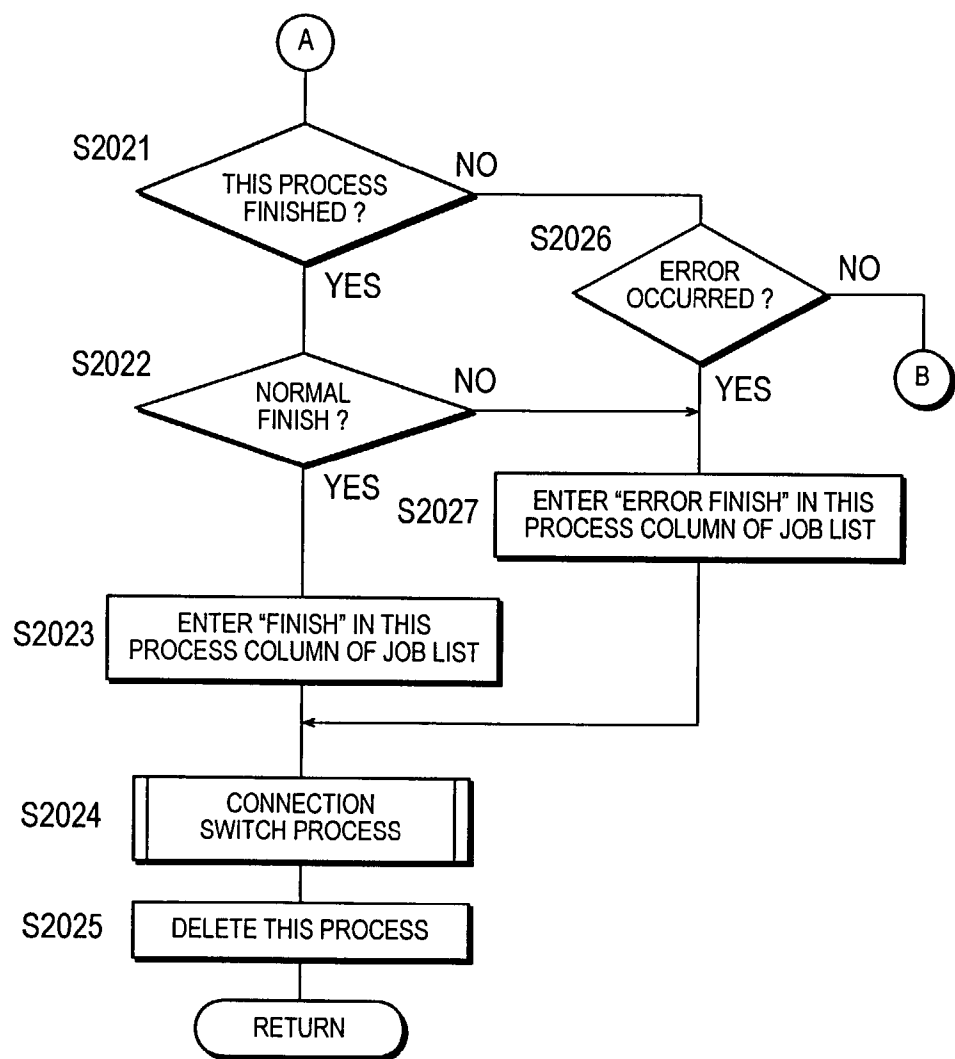 A
S2021
THIS PROCESS
FINISHED ?
NO
YES
S2026
ERROR
OCCURRED ?
NO
YES
B
S2022
NORMAL
FINISH ?
NO
YES
S2027
ENTER “ERROR FINISH” IN THIS
PROCESS COLUMN OF JOB LIST
S2023
ENTER “FINISH” IN THIS
PROCESS COLUMN OF JOB LIST
S2024
CONNECTION
SWITCH PROCESS
S2025
DELETE THIS PROCESS
RETURN